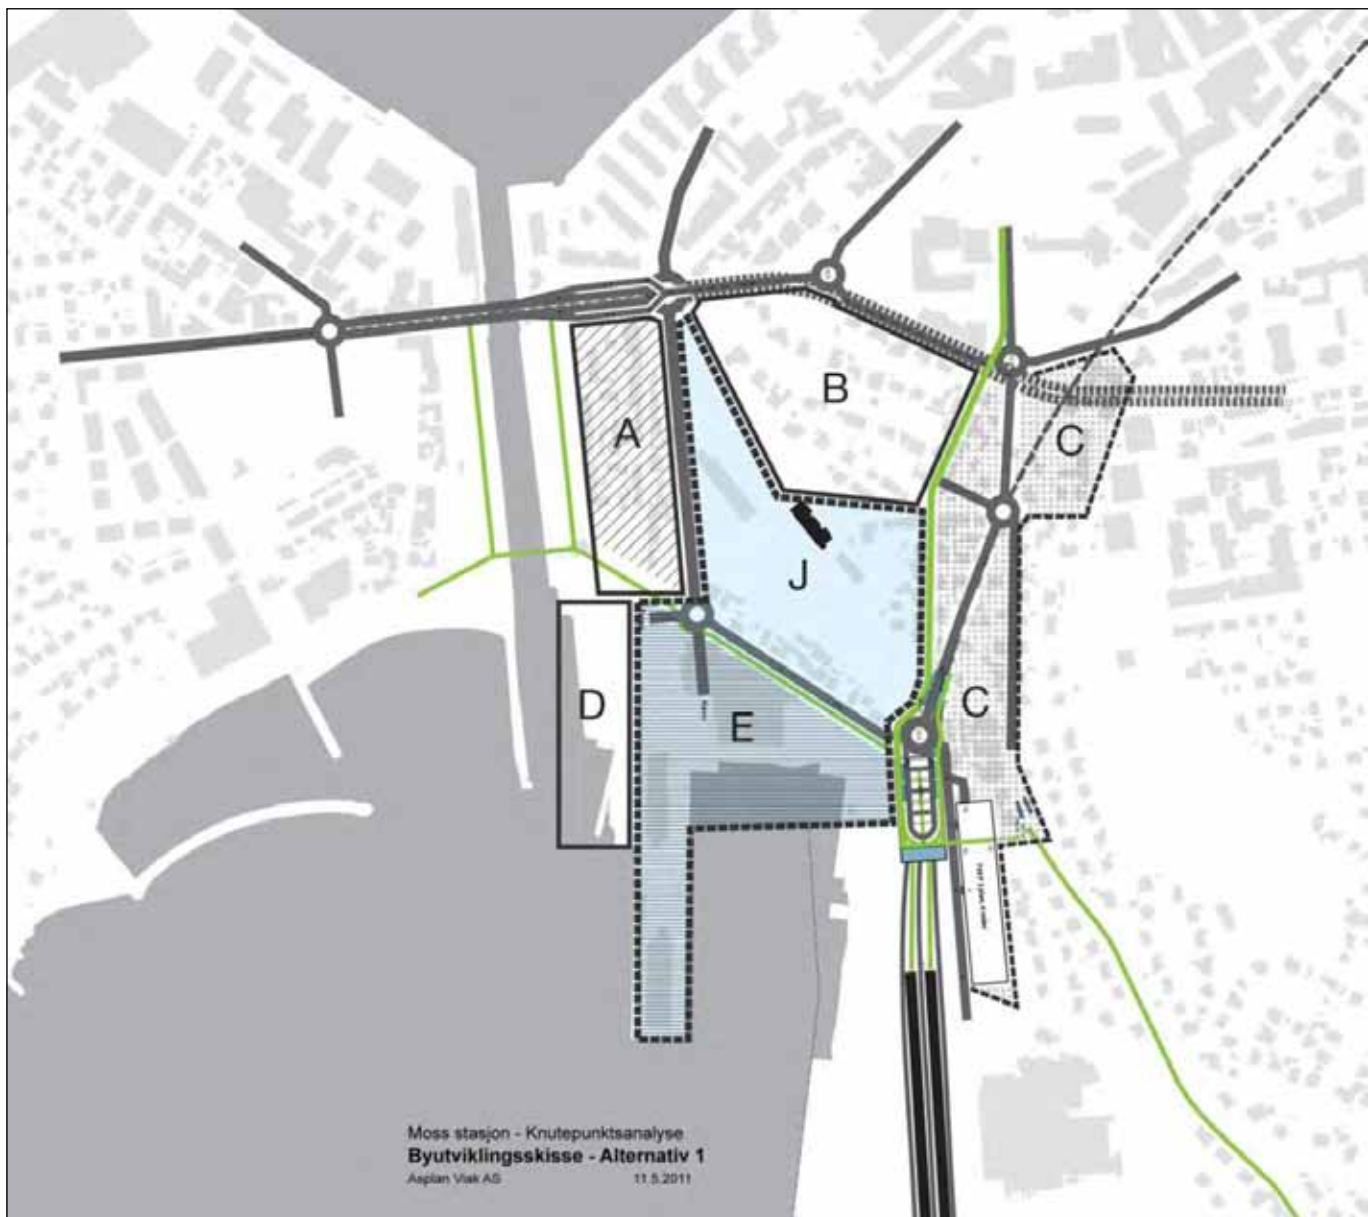 B
A
C
J
D
C
E
Moss stasjon - Knutepunktsanalyse
Byutviklingsskisse - Alternativ 1
Asplan Viak AS 11.5.2011